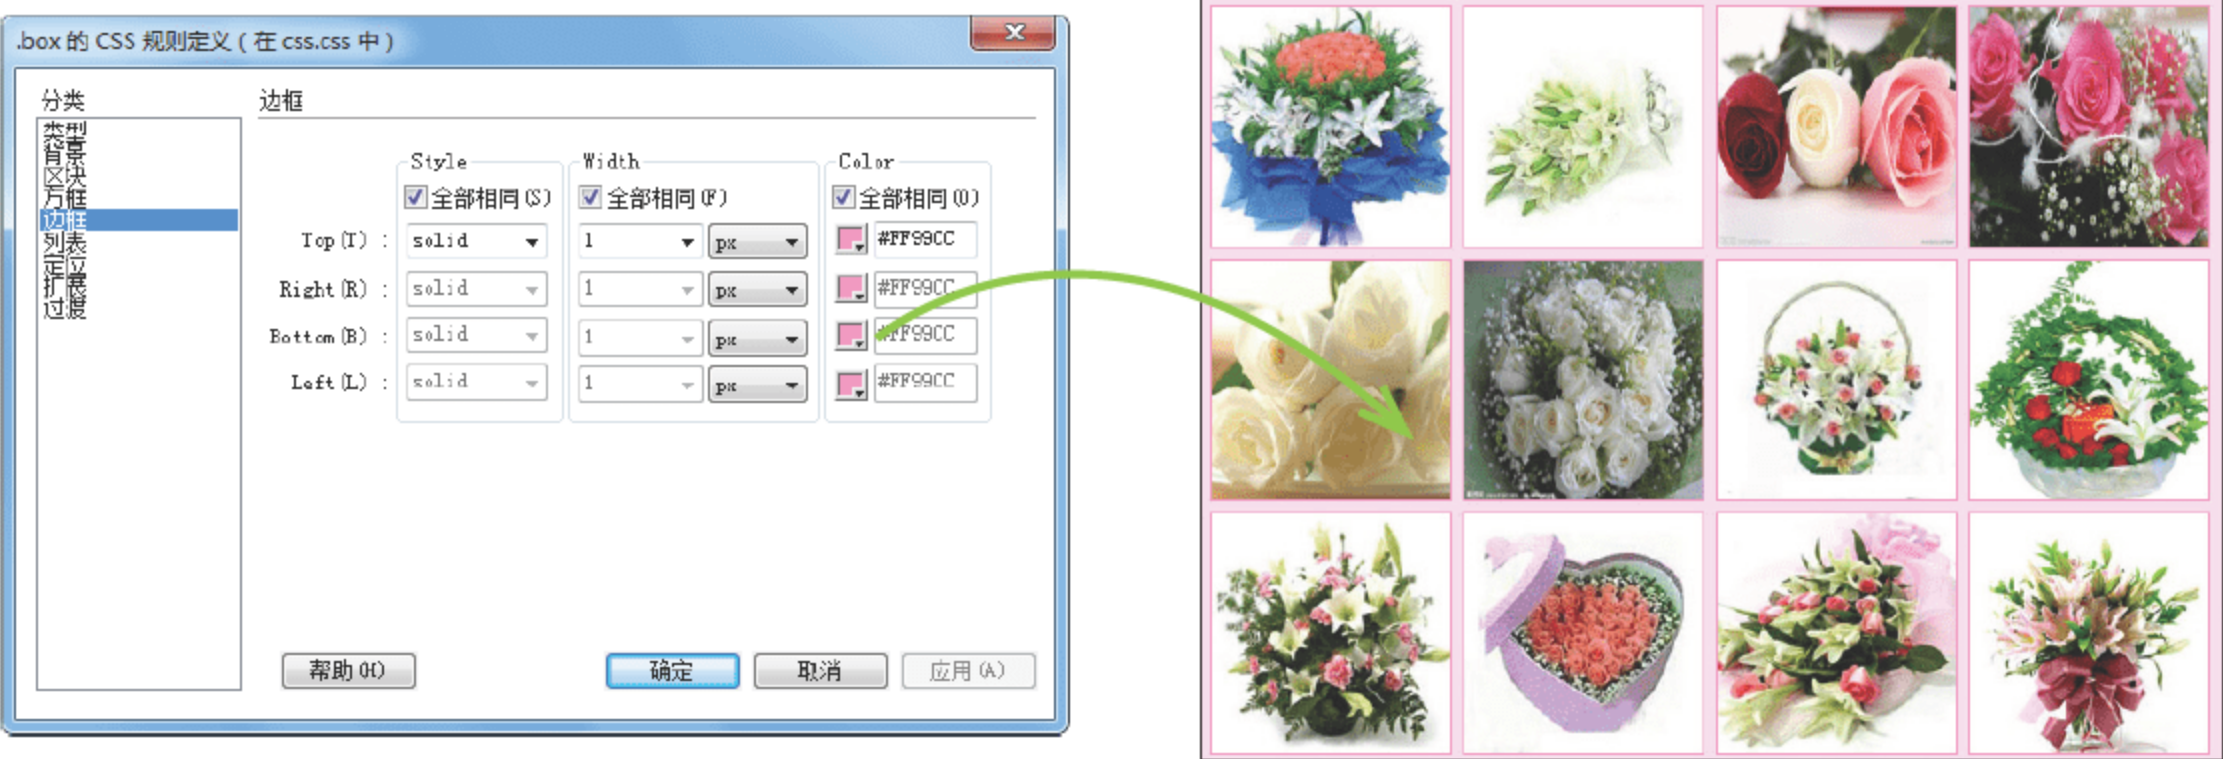 .box 的 CSS 规则定义 ( 在 css.css 中 )
分类
边框
类型
背景
区块
方框
边框
列表
定位
扩展
过渡
Style
Width
Color
全部相同(S)
全部相同(F)
全部相同(O)
Top(T) : solid 1 px #FF99CC
Right(R) : solid 1 px #FF99CC
Bottom(B) : solid 1 px #FF99CC
Left(L) : solid 1 px #FF99CC
帮助(H)
确定
取消
应用(A)